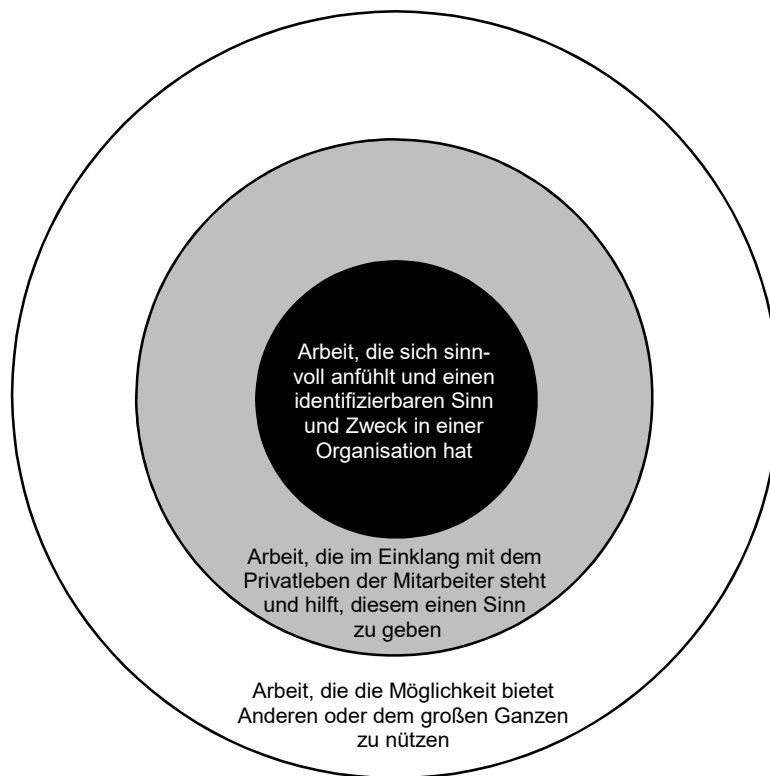 Arbeit, die sich sinn-
voll anfühlt und einen
identifizierbaren Sinn
und Zweck in einer
Organisation hat
Arbeit, die im Einklang mit dem
Privatleben der Mitarbeiter steht
und hilft, diesem einen Sinn
zu geben
Arbeit, die die Möglichkeit bietet
Anderen oder dem großen Ganzen
zu nützen